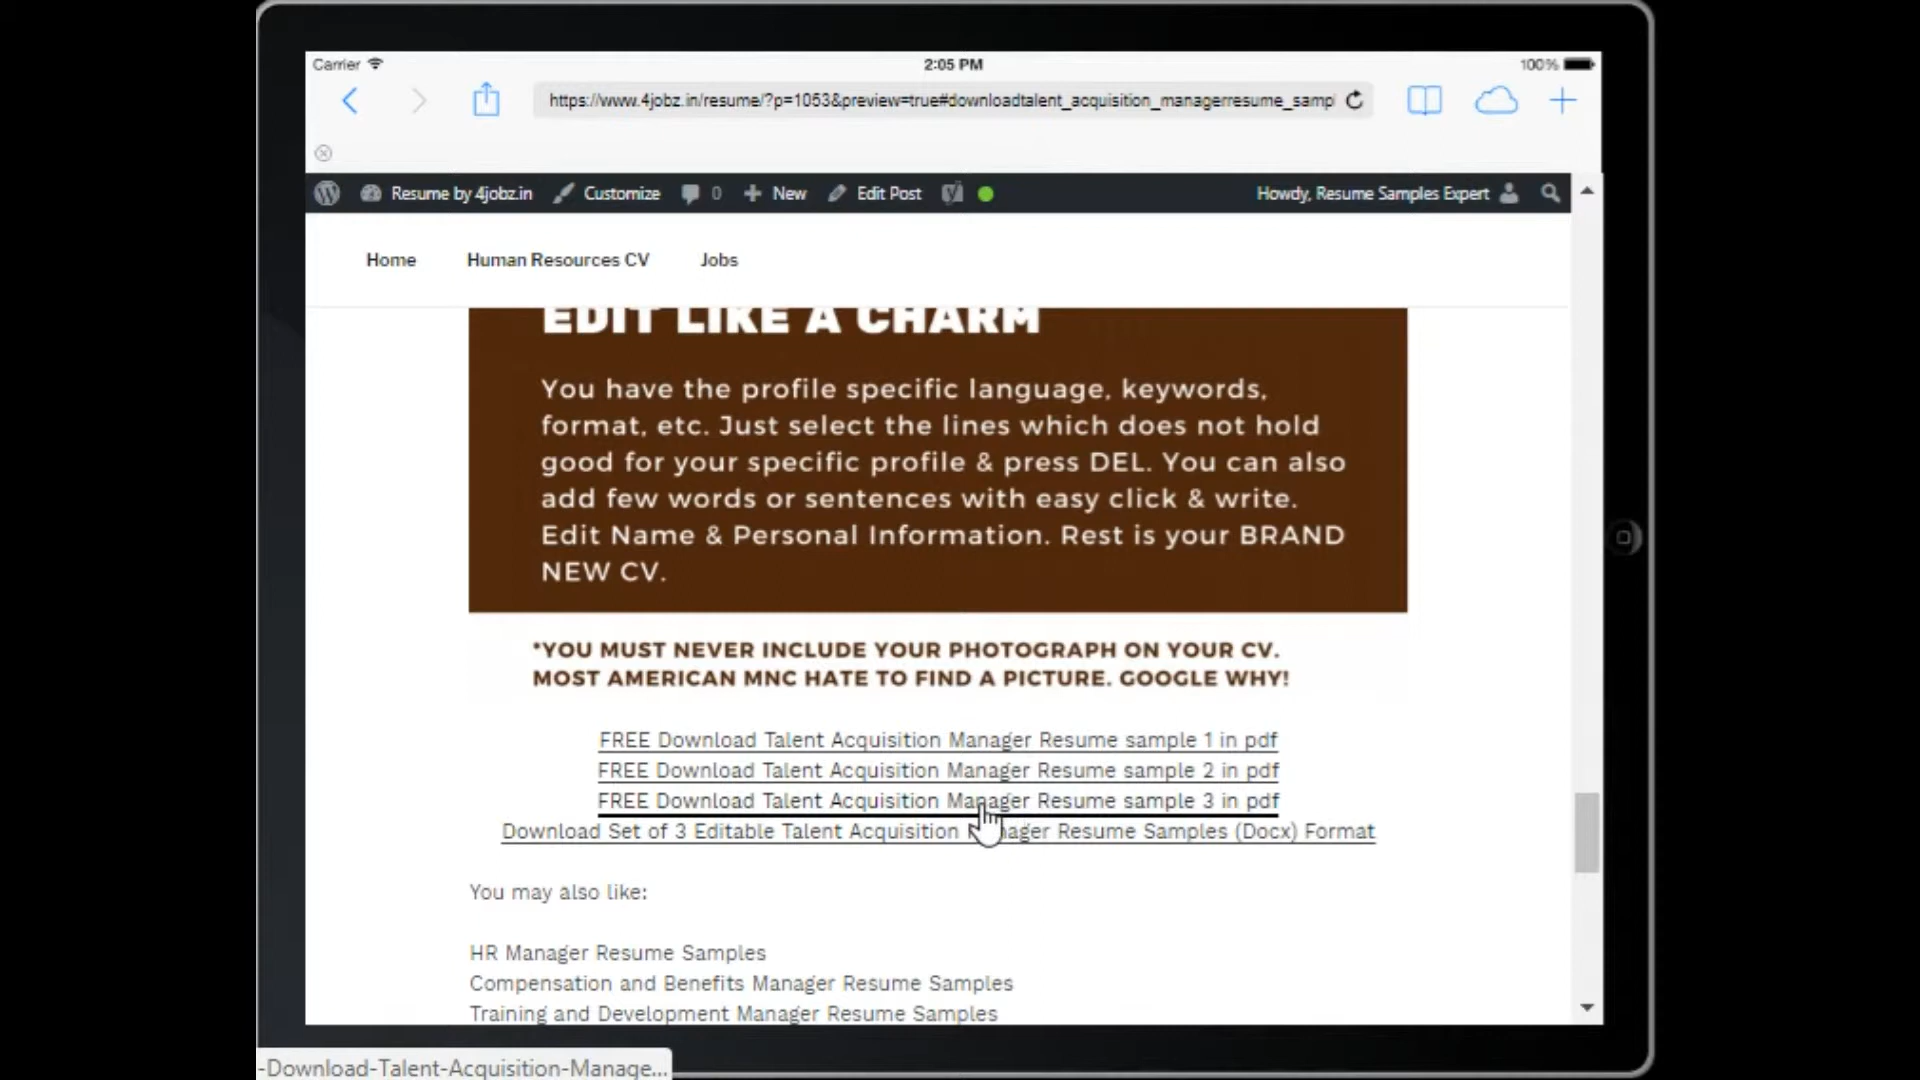 Carrier
2:05 PM
100%
https://www.4jobz.in/resume/?p=1053&preview=true#downloadtalent_acquisition_managerresume_samp
Resume by 4jobz.in Customize 0 New Edit Post
Howdy, Resume Samples Expert
Home Human Resources CV Jobs
EDIT LIKE A CHARM
You have the profile specific language, keywords,
format, etc. Just select the lines which does not hold
good for your specific profile & press DEL. You can also
add few words or sentences with easy click & write.
Edit Name & Personal Information. Rest is your BRAND
NEW CV.
*YOU MUST NEVER INCLUDE YOUR PHOTOGRAPH ON YOUR CV.
MOST AMERICAN MNC HATE TO FIND A PICTURE. GOOGLE WHY!
FREE Download Talent Acquisition Manager Resume sample 1 in pdf
FREE Download Talent Acquisition Manager Resume sample 2 in pdf
FREE Download Talent Acquisition Manager Resume sample 3 in pdf
Download Set of 3 Editable Talent Acquisition Manager Resume Samples (Docx) Format
You may also like:
HR Manager Resume Samples
Compensation and Benefits Manager Resume Samples
Training and Development Manager Resume Samples
-Download-Talent-Acquisition-Manage...